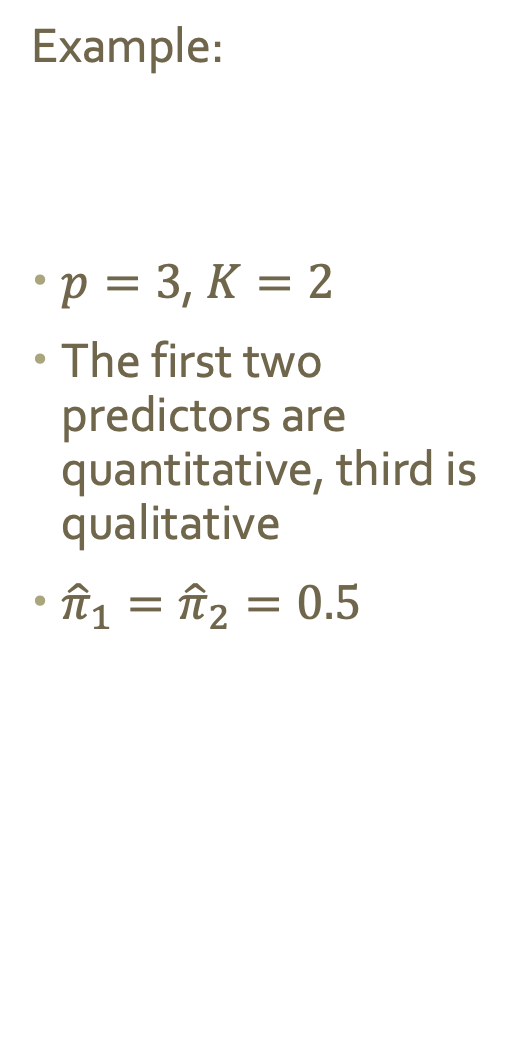 Example:
• p = 3, K = 2
• The first two
predictors are
quantitative, third is
qualitative
• π̂₁ = π̂₂ = 0.5